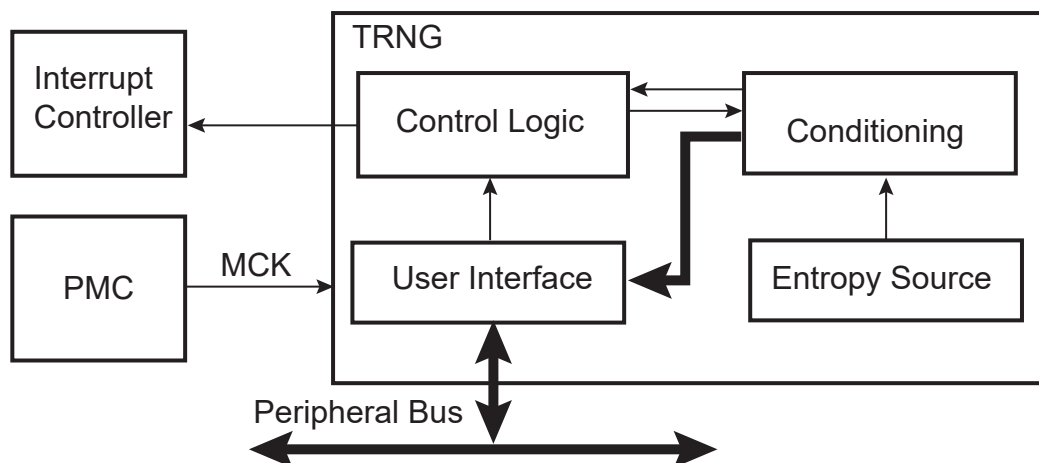 TRNG
Interrupt
Controller
Control Logic
Conditioning
PMC
MCK
User Interface
Entropy Source
Peripheral Bus